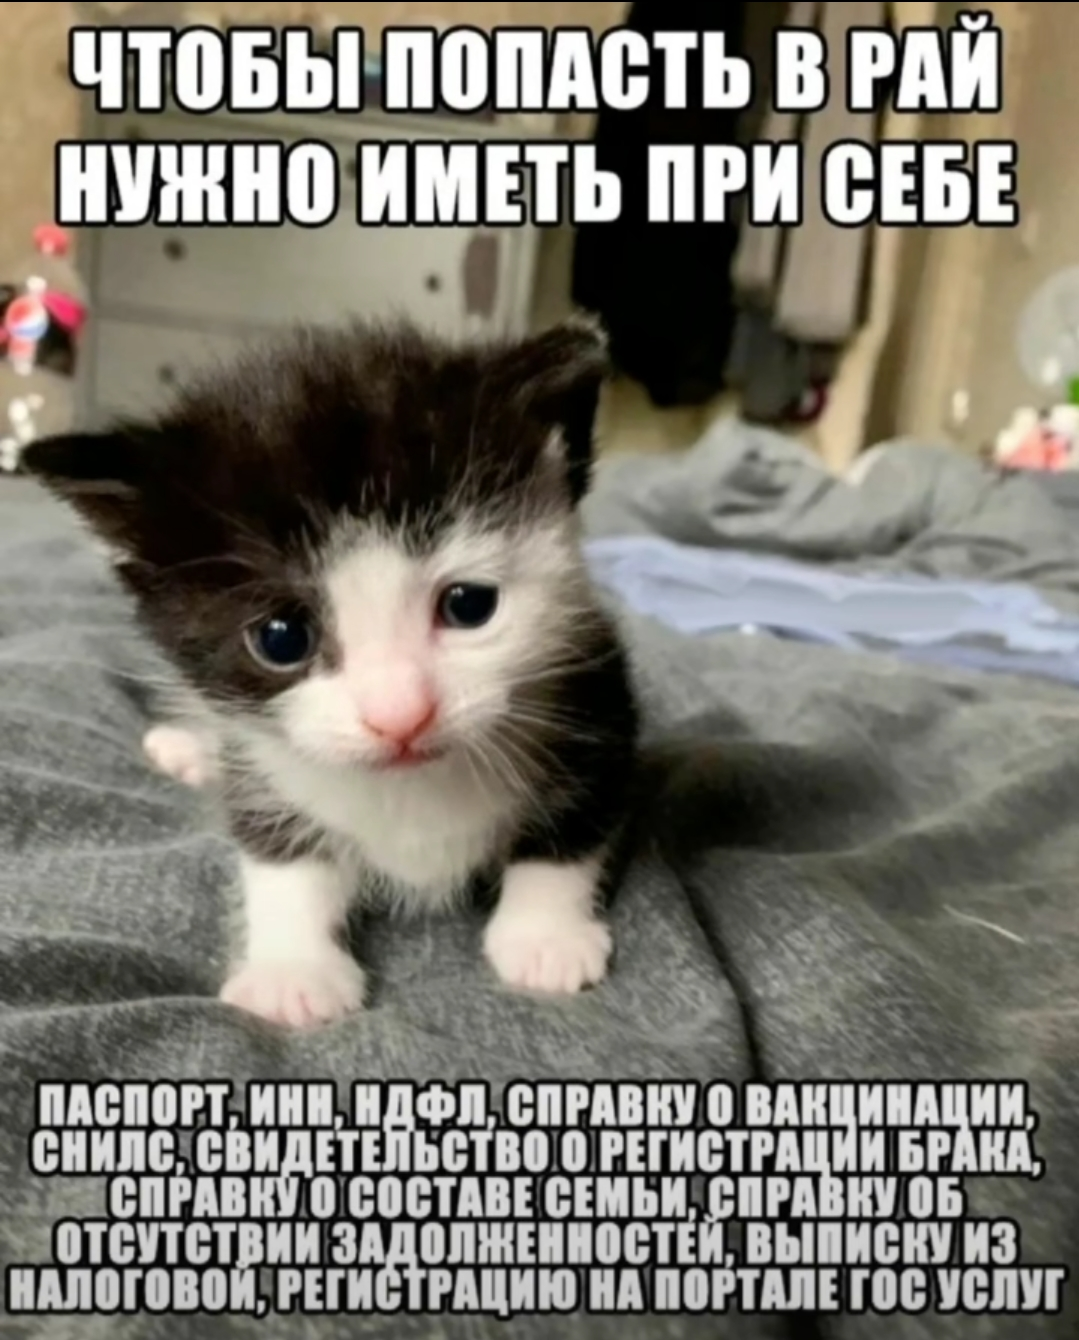 ЧТОБЫ ПОПАСТЬ В РАЙ
НУЖНО ИМЕТЬ ПРИ СЕБЕ
ПАСПОРТ, ИНН, НДФЛ, СПРАВКУ О ВАКЦИНАЦИИ,
СНИЛС, СВИДЕТЕЛЬСТВО О РЕГИСТРАЦИИ БРАКА,
СПРАВКУ О СОСТАВЕ СЕМЬИ, СПРАВКУ ОБ
ОТСУТСТВИИ ЗАДОЛЖЕННОСТЕЙ, ВЫПИСКУ ИЗ
НАЛОГОВОЙ, РЕГИСТРАЦИЮ НА ПОРТАЛЕ ГОС УСЛУГ